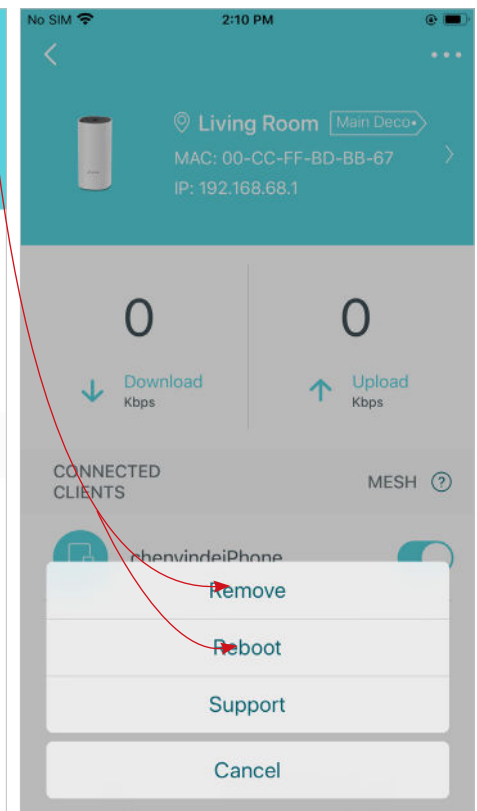 No SIM 2:10 PM
Living Room Main Deco
MAC: 00-CC-FF-BD-BB-67
IP: 192.168.68.1
0 0
Download Upload
Kbps Kbps
CONNECTED
CLIENTS
MESH ?
chenyindeiPhone
Remove
Reboot
Support
Cancel